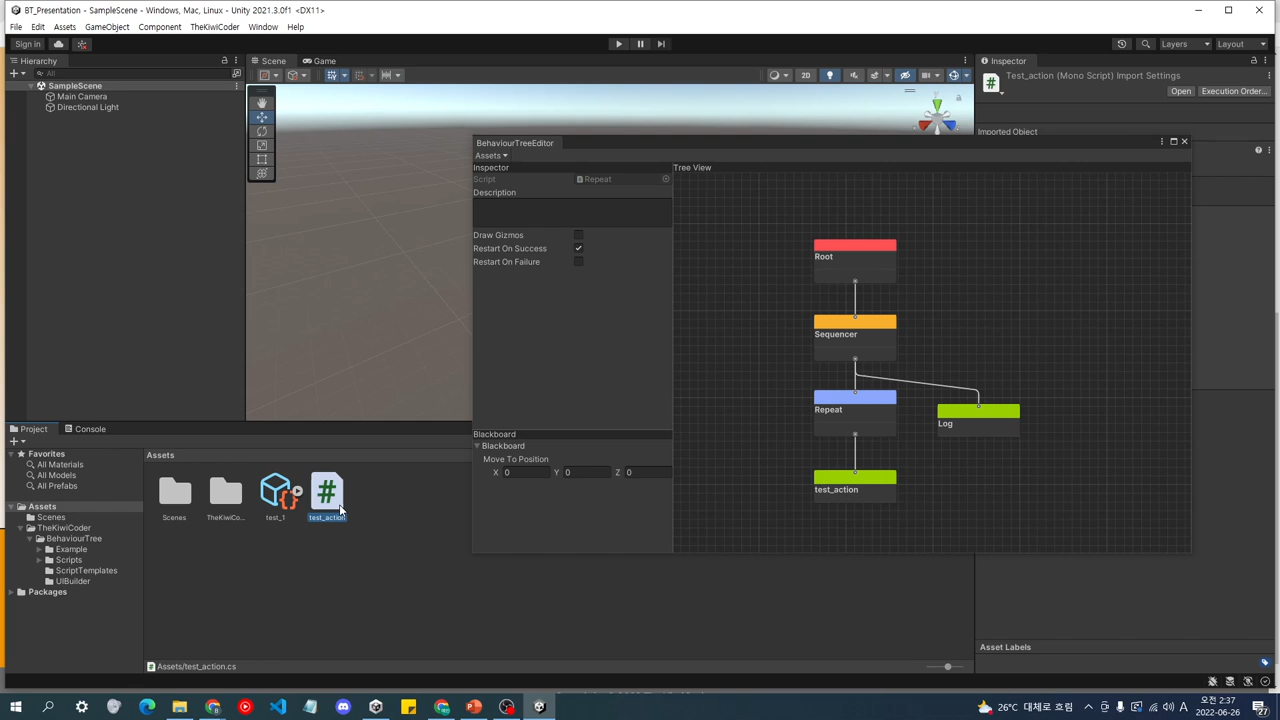 BT_Presentation - SampleScene - Windows, Mac, Linux - Unity 2021.3.0f1 <DX11>
File Edit Assets GameObject Component TheKiwiCoder Window Help
Sign in Layers Layout
Hierarchy Scene Game Inspector
All
SampleScene
Main Camera
Directional Light
2D
Test_action (Mono Script) Import Settings
Open Execution Order...
Imported Object
BehaviourTreeEditor
Assets
Inspector Tree View
Script Repeat
Description
Draw Gizmos
Restart On Success
Restart On Failure
Root
Sequencer
Repeat
Log
test_action
Blackboard
Blackboard
Move To Position
X 0 Y 0 Z 0
Project Console
Favorites
All Materials
All Models
All Prefabs
Assets
Scenes
TheKiwiCoder
BehaviourTree
Example
Scripts
ScriptTemplates
UIBuilder
Packages
Assets
Scenes TheKiwiCo... test_1 test_action
Assets/test_action.cs
Asset Labels
26°C 대체로 흐림 A 오전 2:37
2022-06-26 27